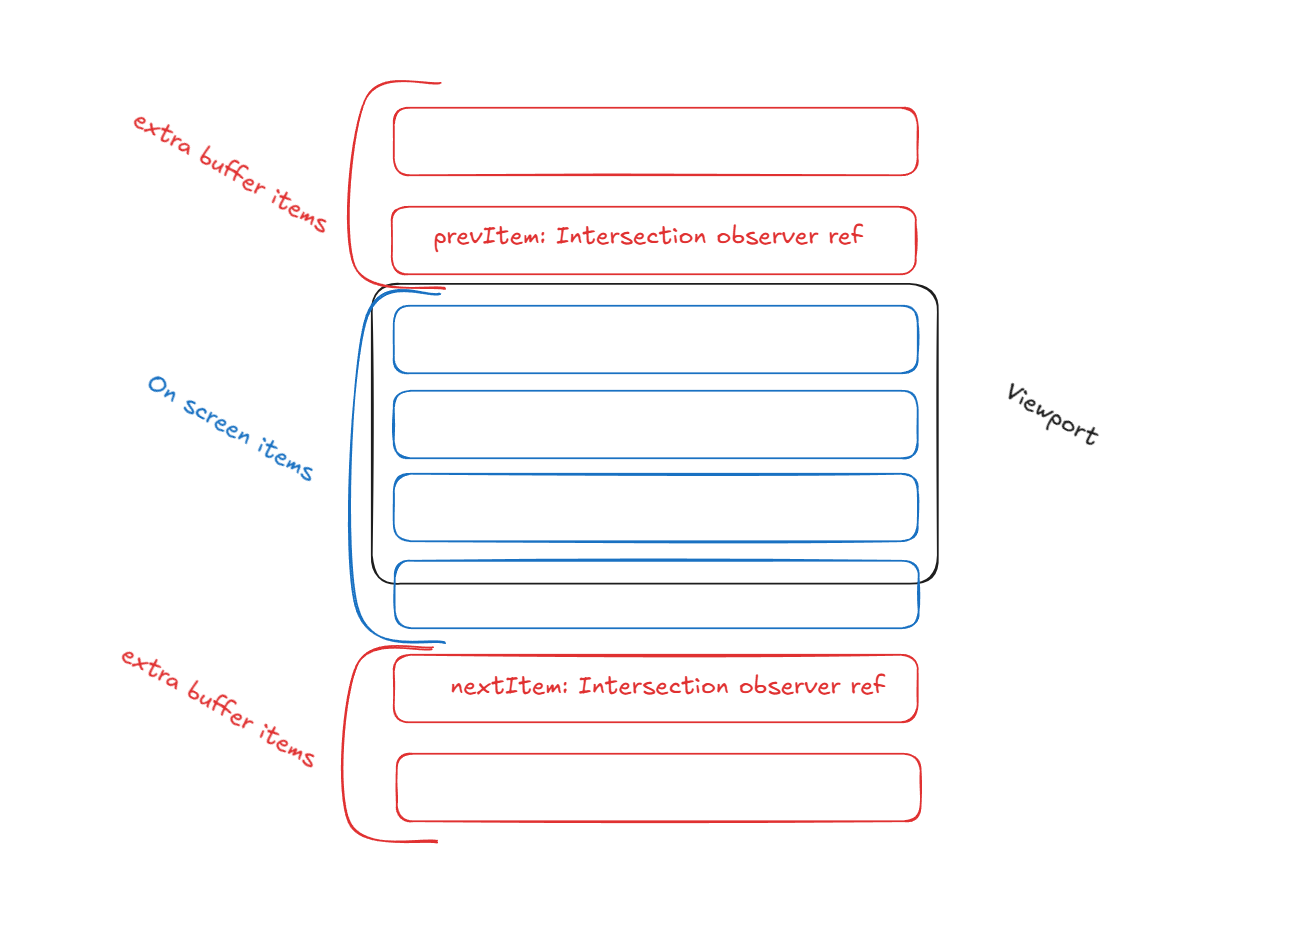 extra buffer items
prevItem: Intersection observer ref
On screen items
Viewport
extra buffer items
nextItem: Intersection observer ref